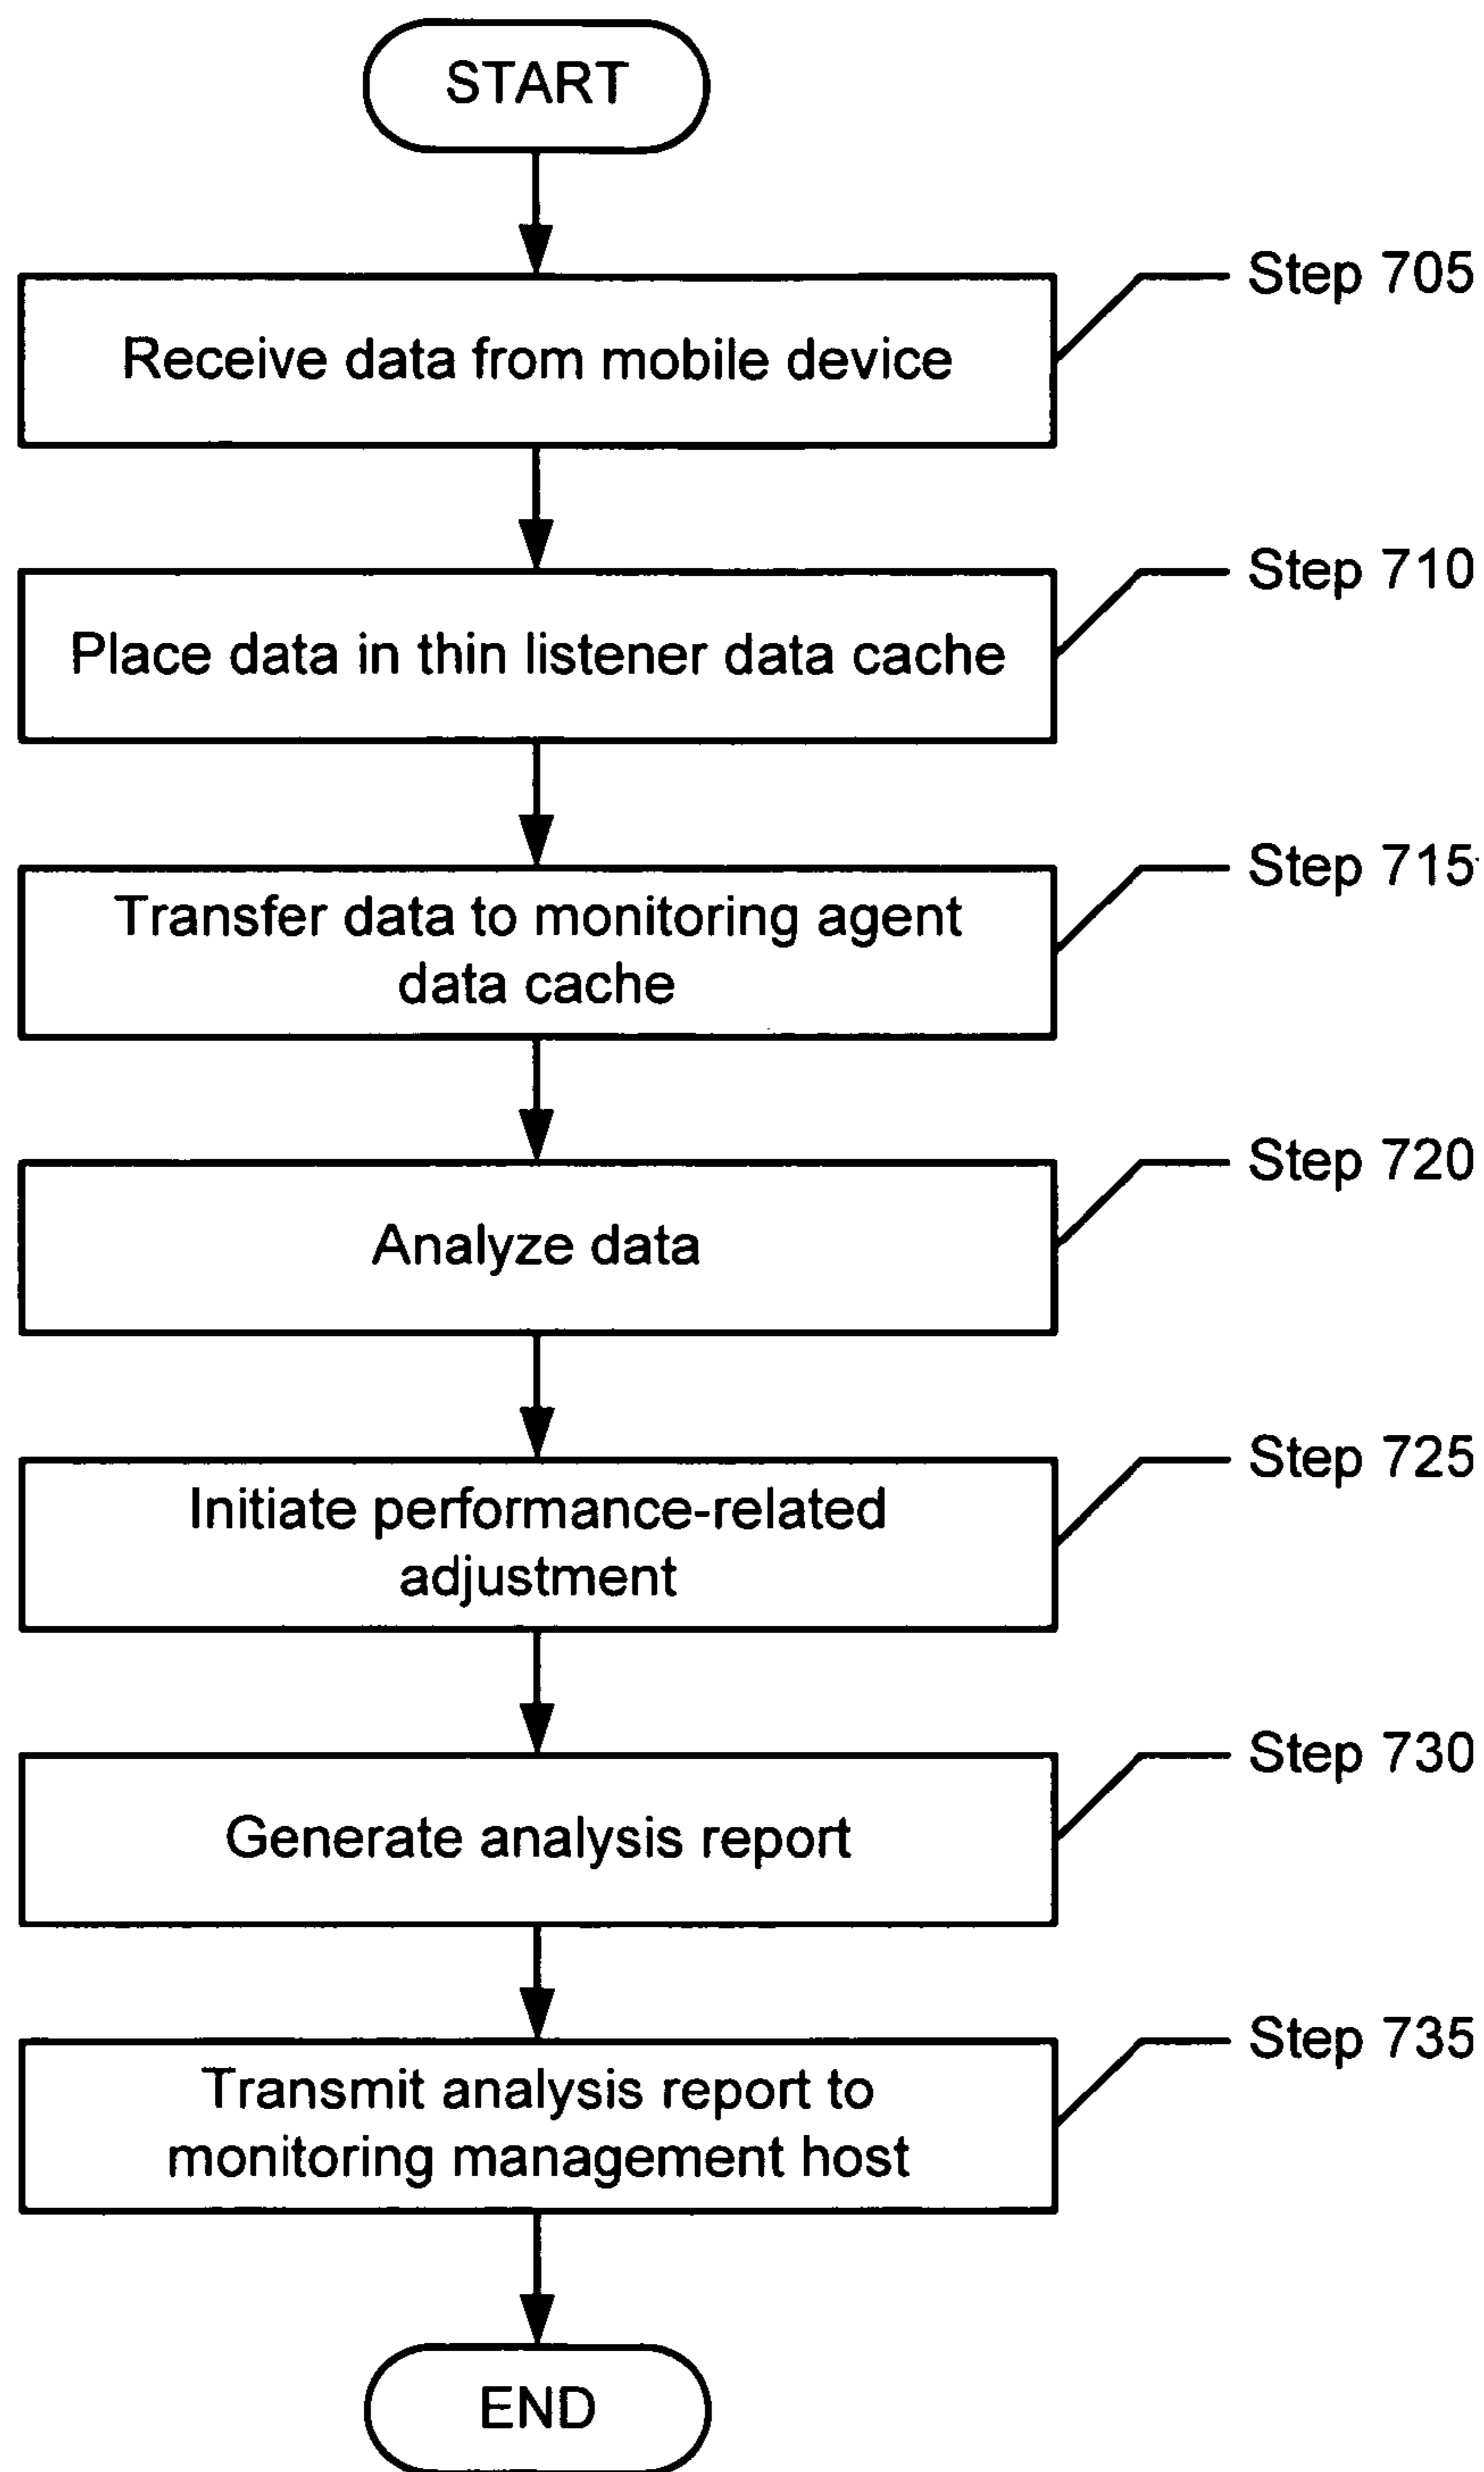 START
Step 705
Receive data from mobile device
Step 710
Place data in thin listener data cache
Step 715
Transfer data to monitoring agent
data cache
Step 720
Analyze data
Step 725
Initiate performance-related
adjustment
Step 730
Generate analysis report
Step 735
Transmit analysis report to
monitoring management host
END